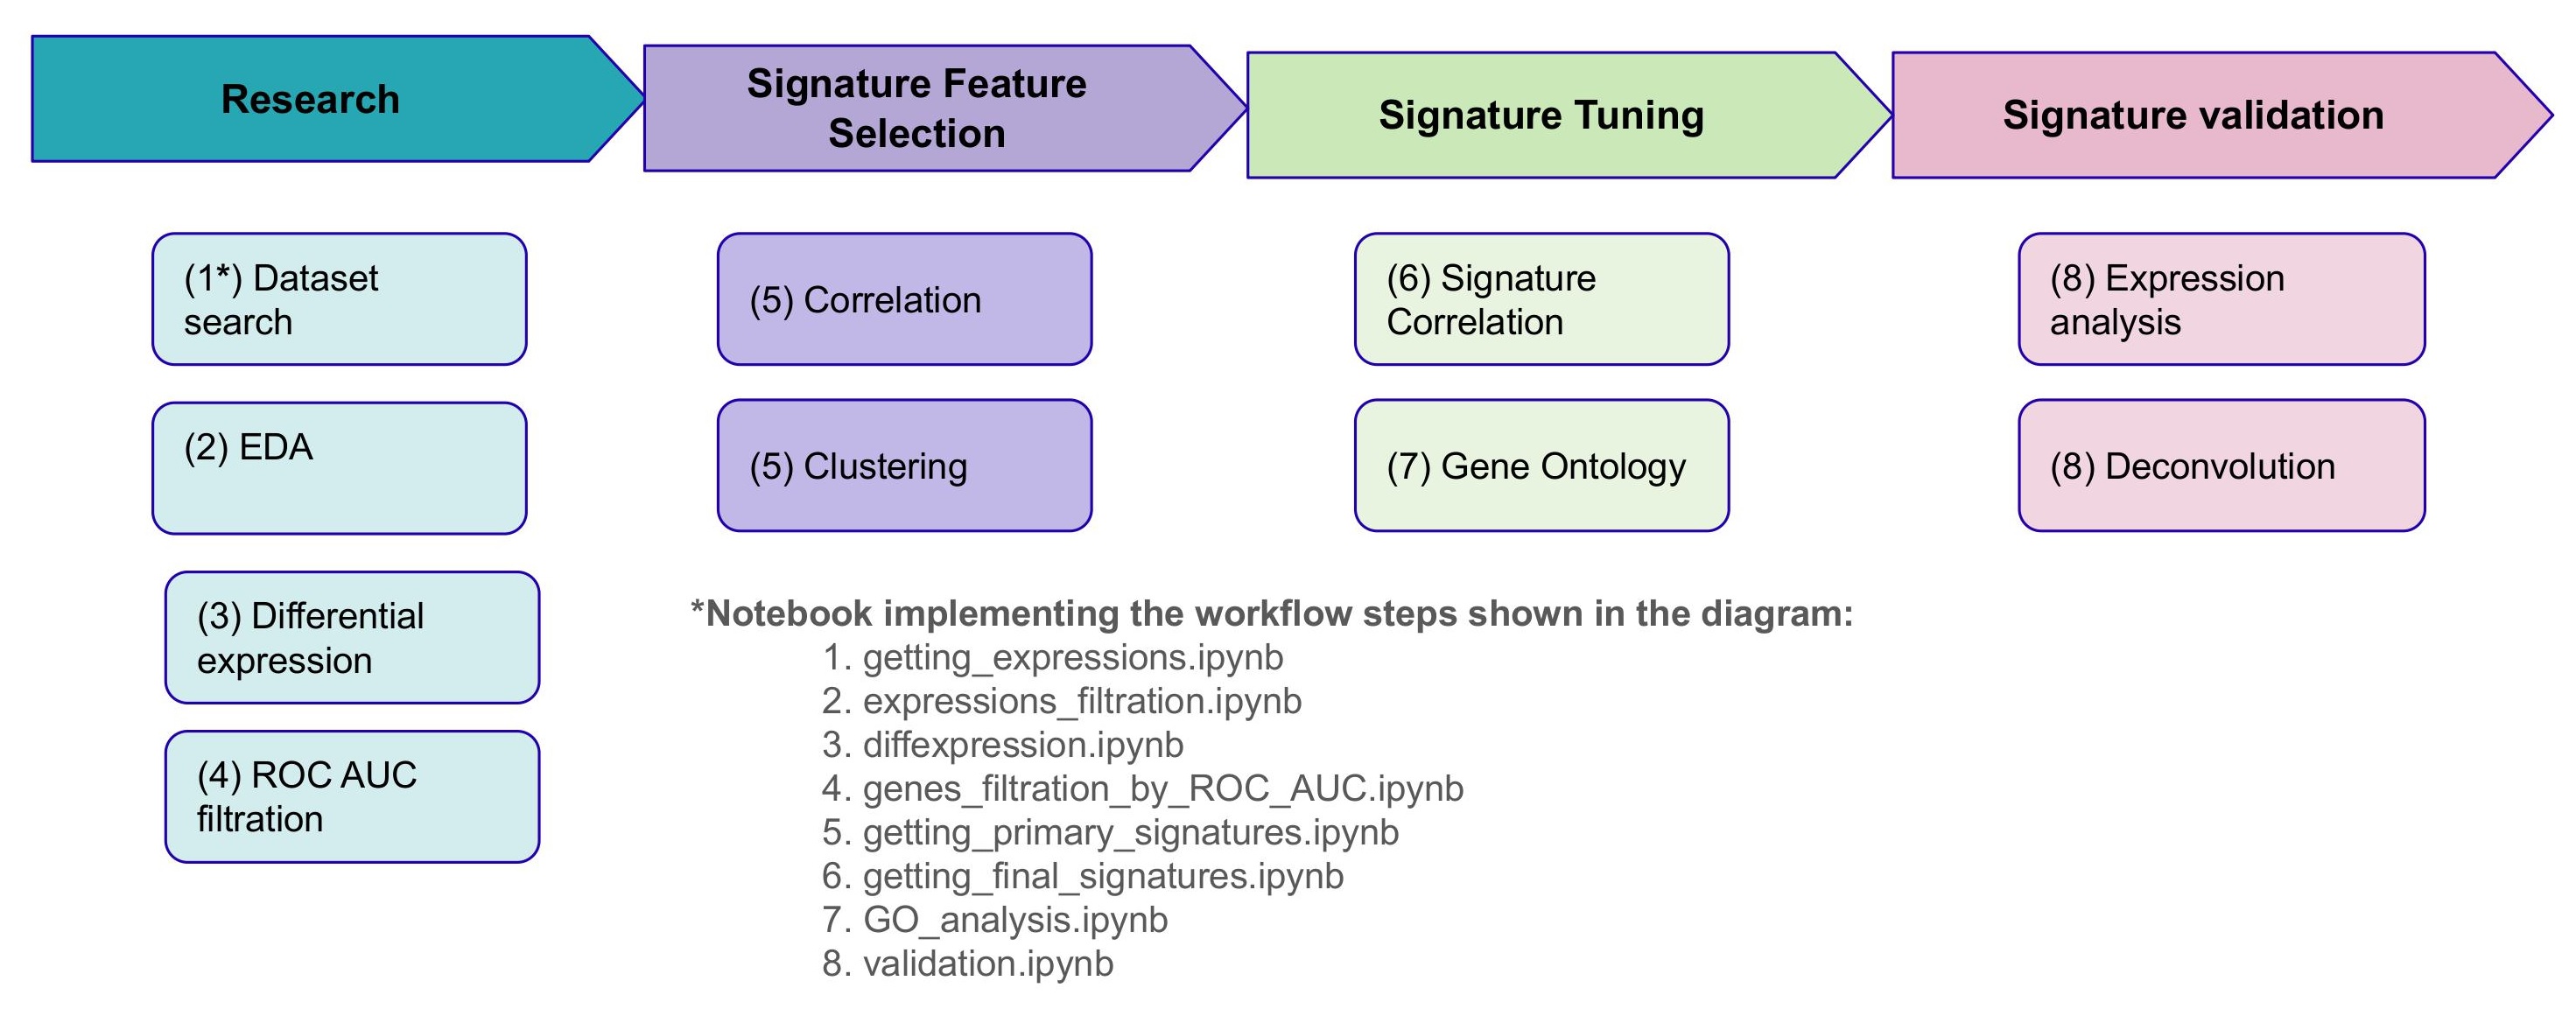 Research
Signature Feature
Selection
Signature Tuning
Signature validation
(1*) Dataset
search
(2) EDA
(3) Differential
expression
(4) ROC AUC
filtration
(5) Correlation
(5) Clustering
(6) Signature
Correlation
(7) Gene Ontology
(8) Expression
analysis
(8) Deconvolution
*Notebook implementing the workflow steps shown in the diagram:
1. getting_expressions.ipynb
2. expressions_filtration.ipynb
3. diffexpression.ipynb
4. genes_filtration_by_ROC_AUC.ipynb
5. getting_primary_signatures.ipynb
6. getting_final_signatures.ipynb
7. GO_analysis.ipynb
8. validation.ipynb